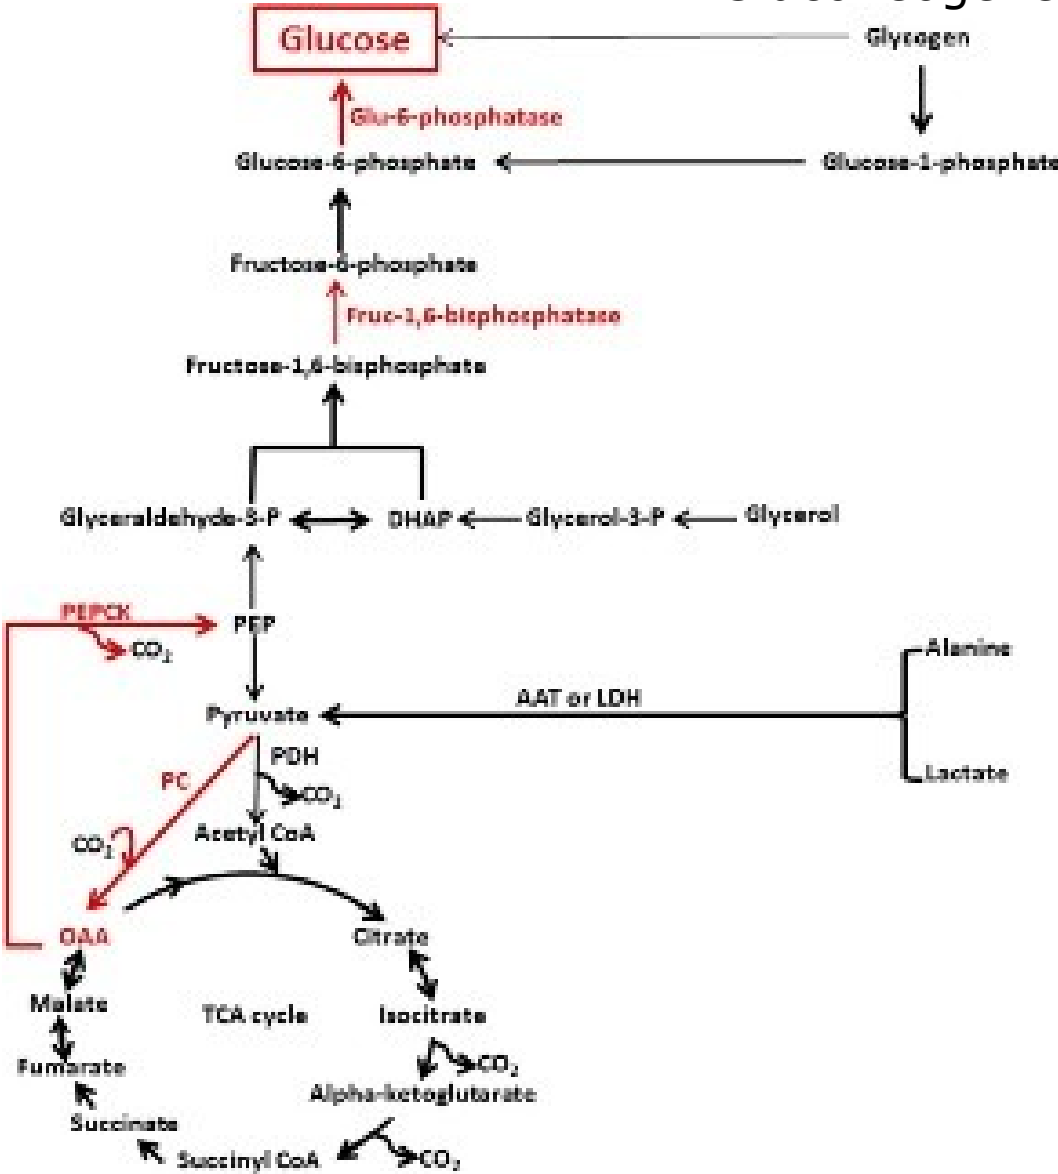 Glucose
Glycogen
Glu-6-phosphatase
Glucose-6-phosphate
Glucose-1-phosphate
Fructose-6-phosphate
Fruc-1,6-bisphosphatase
Fructose-1,6-bisphosphate
Glyceraldehyde-3-P
DHAP
Glycerol-3-P
Glycerol
PEPCK
PEP
CO2
Alanine
AAT or LDH
Pyruvate
PDH
Lactate
PC
CO2
Acetyl CoA
CO2
OAA
Citrate
Malate
TCA cycle
Isocitrate
Fumarate
CO2
Alpha-ketoglutarate
Succinate
Succinyl CoA
CO2